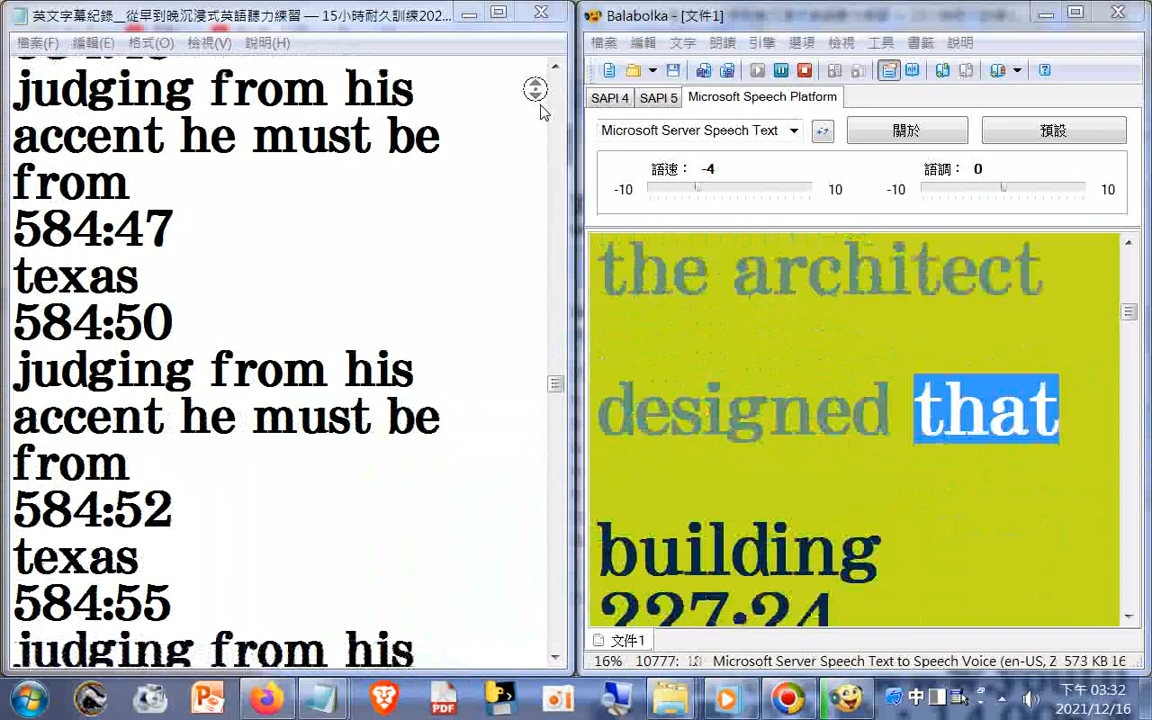 英文字幕紀錄__從早到晚沉浸式英語聽力練習 — 15小時耐久訓練202...
檔案(F) 編輯(E) 格式(O) 檢視(V) 說明(H)
judging from his
accent he must be
from
584:47
texas
584:50
judging from his
accent he must be
from
584:52
texas
584:55
judging from his
Balabolka - [文件1]
檔案 編輯 文字 朗讀 引擎 選項 檢視 工具 書籤 說明
SAPI 4 SAPI 5 Microsoft Speech Platform
Microsoft Server Speech Text 關於 預設
語速： -4 語調： 0
-10 10 -10 10
the architect
designed that
building
227:24
文件1
16% 10777: Microsoft Server Speech Text to Speech Voice (en-US, Z 573 KB 16
中
下午 03:32
2021/12/16